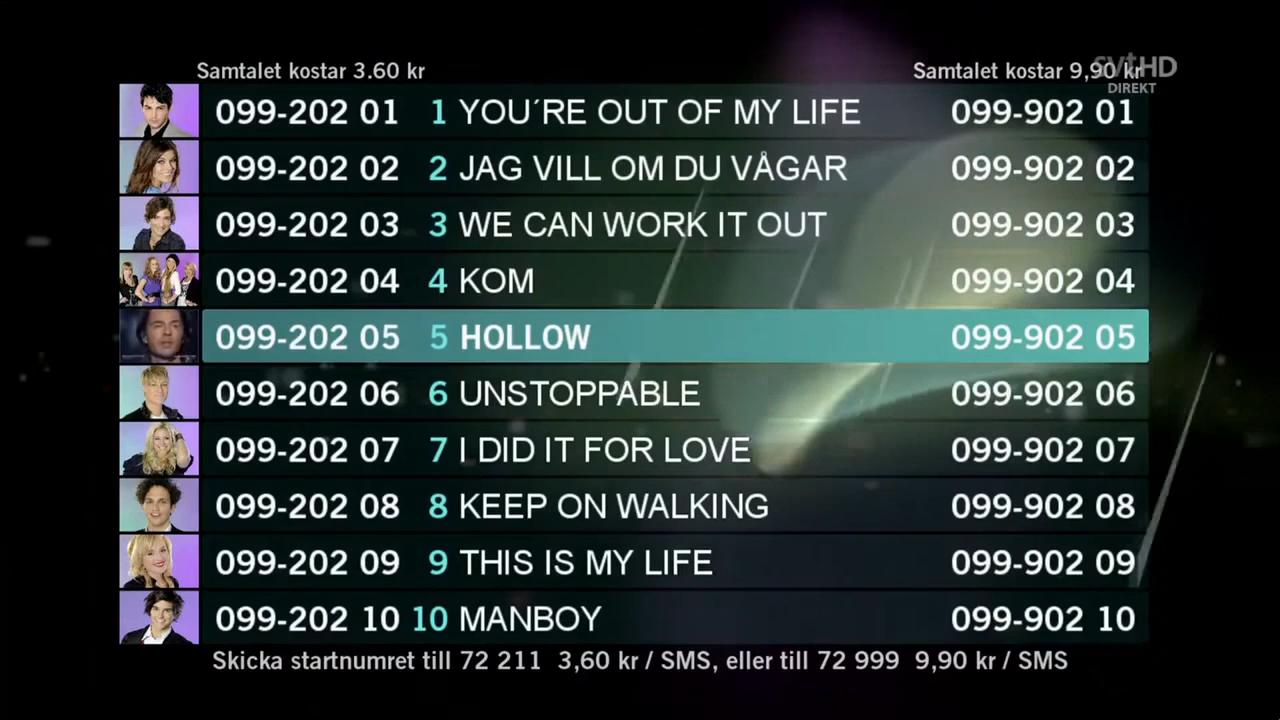 Samtalet kostar 3.60 kr Samtalet kostar 9,90 kr
svt HD
DIREKT
099-202 01 1 YOU´RE OUT OF MY LIFE 099-902 01
099-202 02 2 JAG VILL OM DU VÅGAR 099-902 02
099-202 03 3 WE CAN WORK IT OUT 099-902 03
099-202 04 4 KOM 099-902 04
099-202 05 5 HOLLOW 099-902 05
099-202 06 6 UNSTOPPABLE 099-902 06
099-202 07 7 I DID IT FOR LOVE 099-902 07
099-202 08 8 KEEP ON WALKING 099-902 08
099-202 09 9 THIS IS MY LIFE 099-902 09
099-202 10 10 MANBOY 099-902 10
Skicka startnumret till 72 211 3,60 kr / SMS, eller till 72 999 9,90 kr / SMS